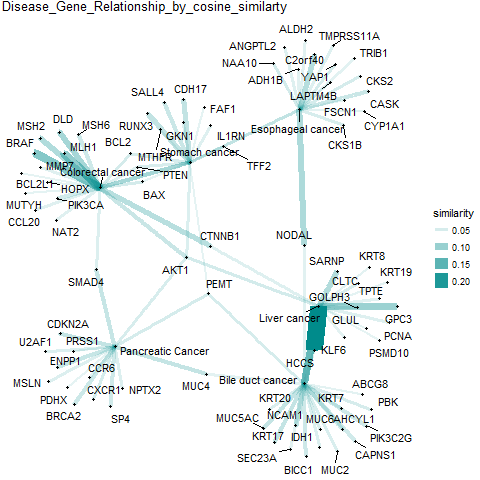 Disease_Gene_Relationship_by_cosine_similarty
ALDH2
ANGPTL2
TMPRSS11A
C2orf40
NAA10
TRIB1
ADH1B
YAP1
CKS2
LAPTM4B
CASK
FSCN1
CYP1A1
Esophageal cancer
CKS1B
CDH17
SALL4
FAF1
RUNX3
GKN1
IL1RN
MTHFR
Stomach cancer
TFF2
PTEN
DLD
MSH2
MSH6
BCL2
BRAF
MLH1
MMP7
Colorectal cancer
BCL2L1
HOPX
BAX
MUTYH
PIK3CA
CCL20
NAT2
CTNNB1
NODAL
AKT1
SMAD4
PEMT
SARNP
KRT8
CLTC
KRT19
TPTE
GOLPH3
Liver cancer
GLUL
GPC3
PCNA
KLF6
PSMD10
HCCS
CDKN2A
U2AF1
PRSS1
Pancreatic Cancer
ENPP1
CCR6
MSLN
CXCR1
NPTX2
MUC4
PDHX
BRCA2
SP4
Bile duct cancer
ABCG8
KRT20
KRT7
PBK
MUC5AC
NCAM1
MUC6
AHCYL1
KRT17
IDH1
PIK3C2G
SEC23A
CAPNS1
BICC1
MUC2
similarity
0.05
0.10
0.15
0.20